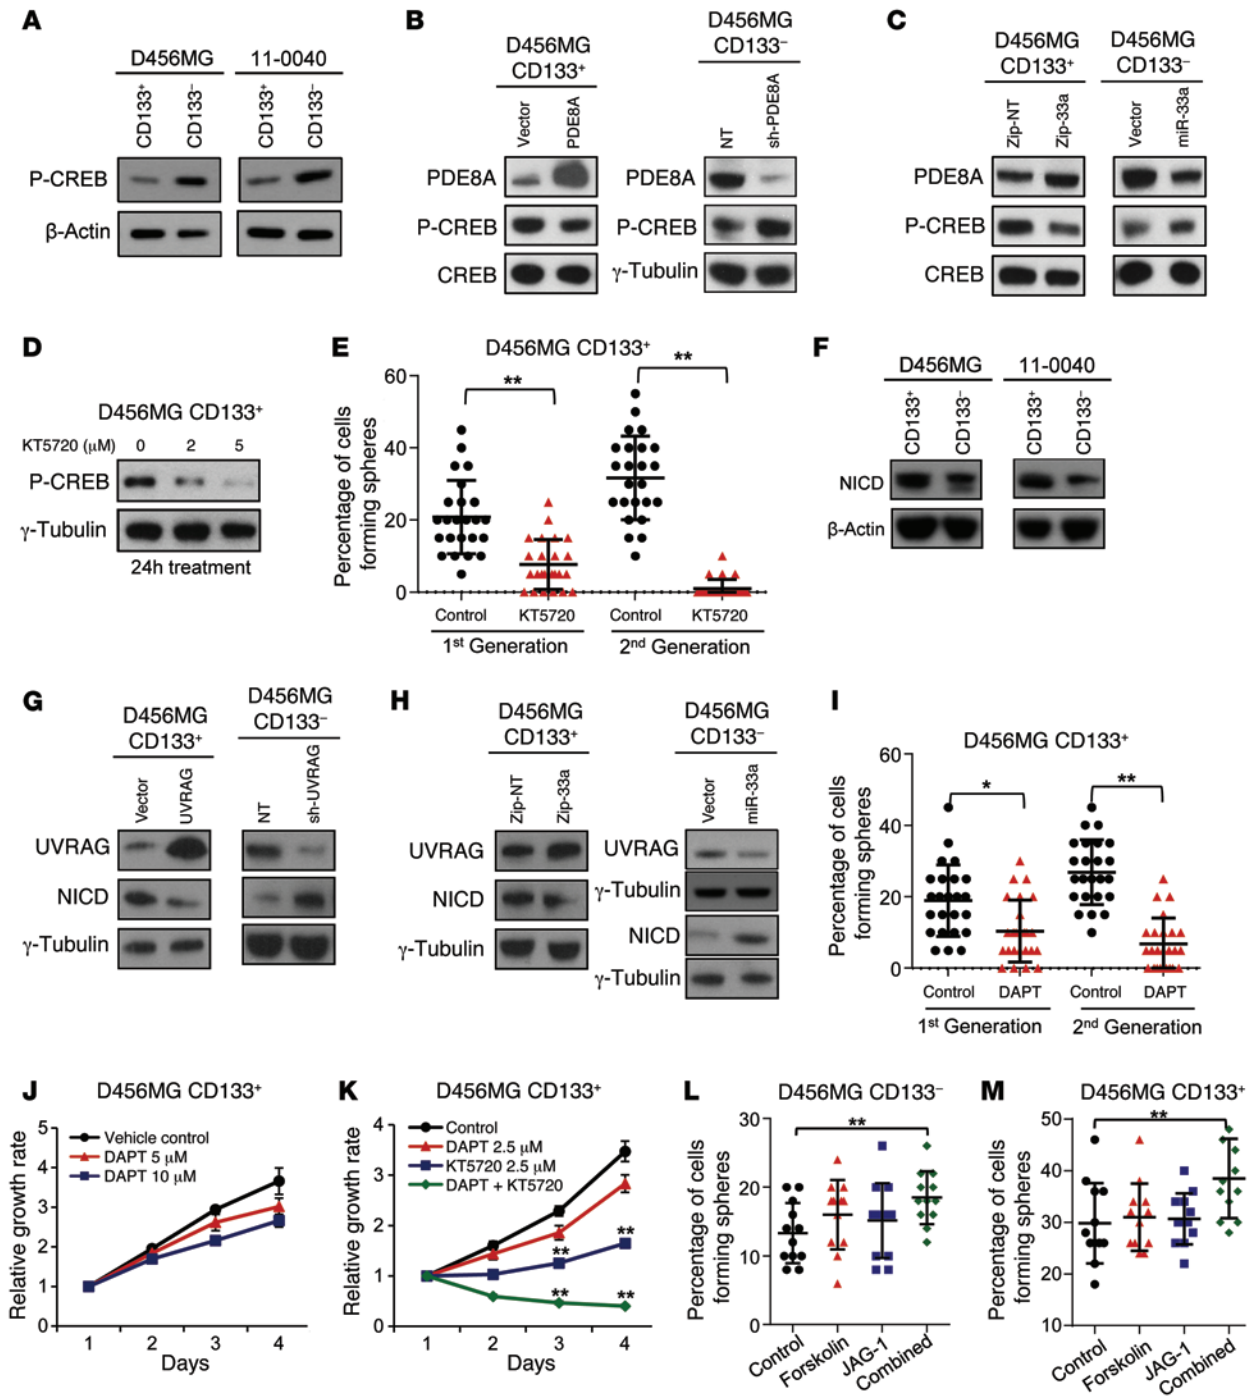 A
D456MG
11-0040
CD133+
CD133–
CD133+
CD133–
P-CREB
β-Actin
B
D456MG
CD133+
Vector
PDE8A
PDE8A
P-CREB
CREB
D456MG
CD133–
NT
sh-PDE8A
PDE8A
P-CREB
γ-Tubulin
C
D456MG
CD133+
D456MG
CD133–
Zip-NT
Zip-33a
Vector
miR-33a
PDE8A
P-CREB
CREB
D
D456MG CD133+
KT5720 (μM) 0 2 5
P-CREB
γ-Tubulin
24h treatment
E
D456MG CD133+
Percentage of cells
forming spheres
60
40
20
0
**
**
Control
KT5720
Control
KT5720
1st Generation
2nd Generation
F
D456MG
11-0040
CD133+
CD133–
CD133+
CD133–
NICD
β-Actin
G
D456MG
CD133+
D456MG
CD133–
Vector
UVRAG
NT
sh-UVRAG
UVRAG
NICD
γ-Tubulin
H
D456MG
CD133+
Zip-NT
Zip-33a
UVRAG
NICD
γ-Tubulin
D456MG
CD133–
Vector
miR-33a
UVRAG
γ-Tubulin
NICD
γ-Tubulin
I
D456MG CD133+
Percentage of cells
forming spheres
60
40
20
0
*
**
Control
DAPT
Control
DAPT
1st Generation
2nd Generation
J
D456MG CD133+
Relative growth rate
5
4
3
2
1
0
Vehicle control
DAPT 5 μM
DAPT 10 μM
1 2 3 4
Days
K
D456MG CD133+
Relative growth rate
4
3
2
1
0
Control
DAPT 2.5 μM
KT5720 2.5 μM
DAPT + KT5720
**
**
**
**
1 2 3 4
Days
L
D456MG CD133–
Percentage of cells
forming spheres
30
20
10
0
**
Control
Forskolin
JAG-1
Combined
M
D456MG CD133+
Percentage of cells
forming spheres
50
40
30
20
10
**
Control
Forskolin
JAG-1
Combined